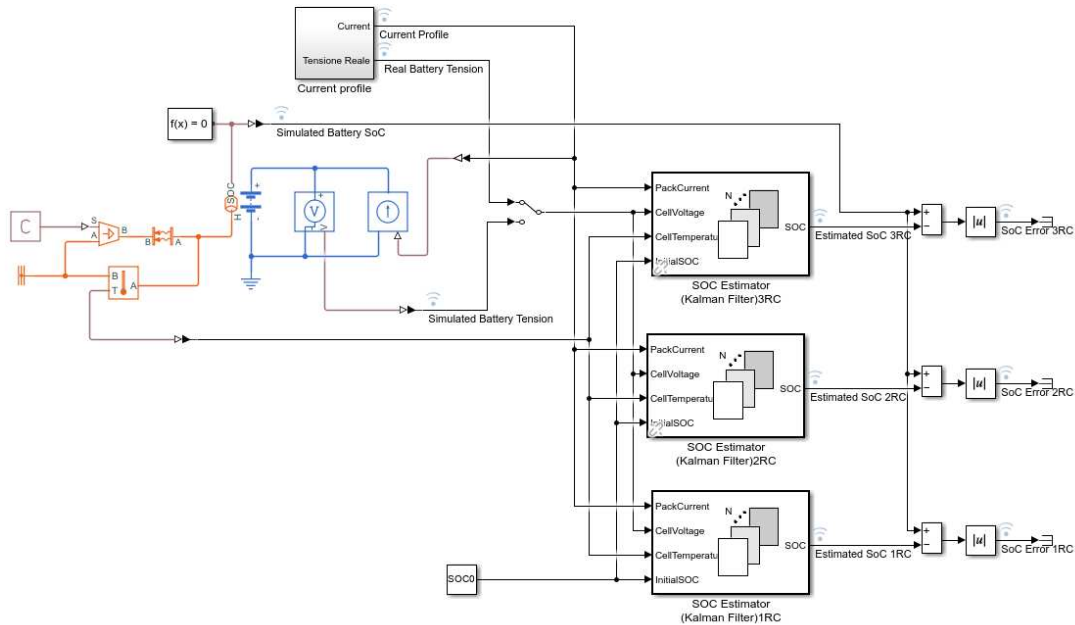 Current
Current Profile
Tensione Reale
Real Battery Tension
Current profile
f(x) = 0
Simulated Battery SoC
SOC
H
+
-
C
S
A
B
B
A
B
T
A
+
V
-
V
Simulated Battery Tension
PackCurrent
CellVoltage
CellTemperatu
InitialSOC
N
SOC
SOC Estimator
(Kalman Filter)3RC
Estimated SoC 3RC
+
−
|u|
SoC Error 3RC
PackCurrent
CellVoltage
CellTemperatu
InitialSOC
N
SOC
SOC Estimator
(Kalman Filter)2RC
Estimated SoC 2RC
+
−
|u|
SoC Error 2RC
PackCurrent
CellVoltage
CellTemperatu
InitialSOC
N
SOC
SOC Estimator
(Kalman Filter)1RC
Estimated SoC 1RC
+
−
|u|
SoC Error 1RC
SOC0